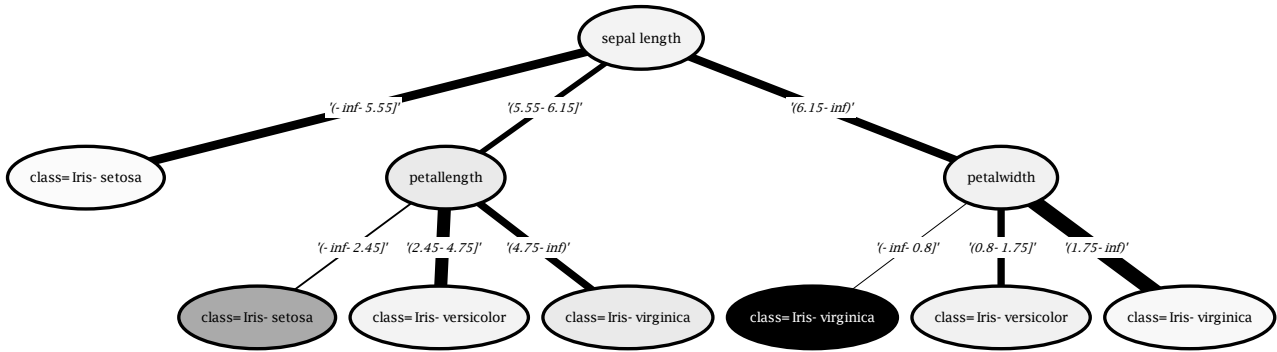 sepal length
'(-inf-5.55]'
'(5.55-6.15]'
'(6.15-inf)'
class=Iris-setosa
petallength
petalwidth
'(-inf-2.45]'
'(2.45-4.75]'
'(4.75-inf)'
'(-inf-0.8]'
'(0.8-1.75]'
'(1.75-inf)'
class=Iris-setosa
class=Iris-versicolor
class=Iris-virginica
class=Iris-virginica
class=Iris-versicolor
class=Iris-virginica